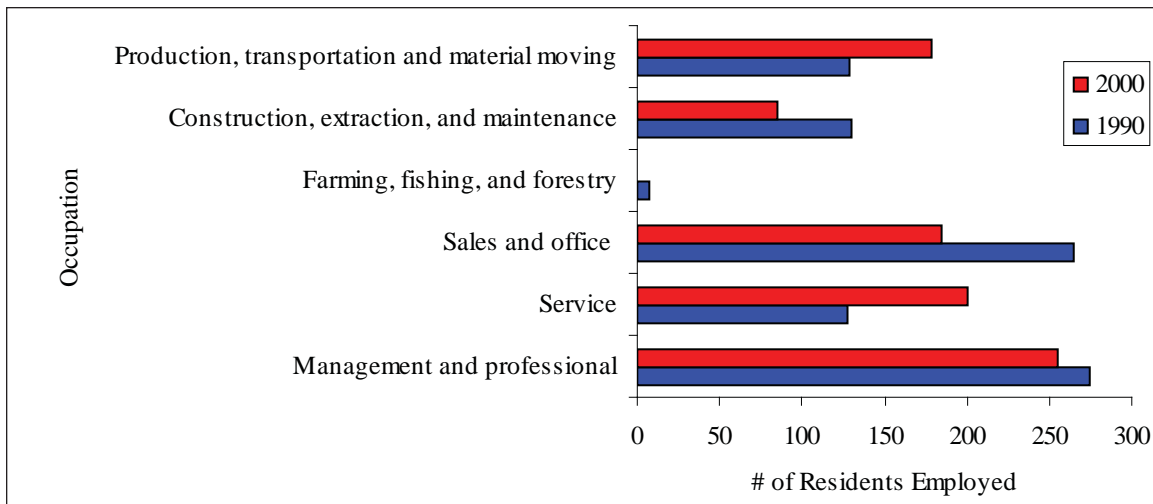 Production, transportation and material moving
Construction, extraction, and maintenance
Farming, fishing, and forestry
Sales and office
Service
Management and professional
Occupation
0 50 100 150 200 250 300
# of Residents Employed
2000
1990